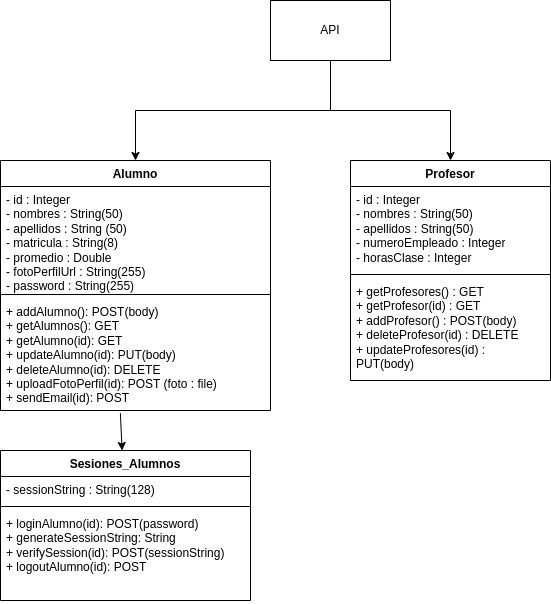 API
Alumno
- id : Integer
- nombres : String(50)
- apellidos : String (50)
- matricula : String(8)
- promedio : Double
- fotoPerfilUrl : String(255)
- password : String(255)
+ addAlumno(): POST(body)
+ getAlumnos(): GET
+ getAlumno(id): GET
+ updateAlumno(id): PUT(body)
+ deleteAlumno(id): DELETE
+ uploadFotoPerfil(id): POST (foto : file)
+ sendEmail(id): POST
Profesor
- id : Integer
- nombres : String(50)
- apellidos : String(50)
- numeroEmpleado : Integer
- horasClase : Integer
+ getProfesores() : GET
+ getProfesor(id) : GET
+ addProfesor() : POST(body)
+ deleteProfesor(id) : DELETE
+ updateProfesores(id) :
PUT(body)
Sesiones_Alumnos
- sessionString : String(128)
+ loginAlumno(id): POST(password)
+ generateSessionString: String
+ verifySession(id): POST(sessionString)
+ logoutAlumno(id): POST